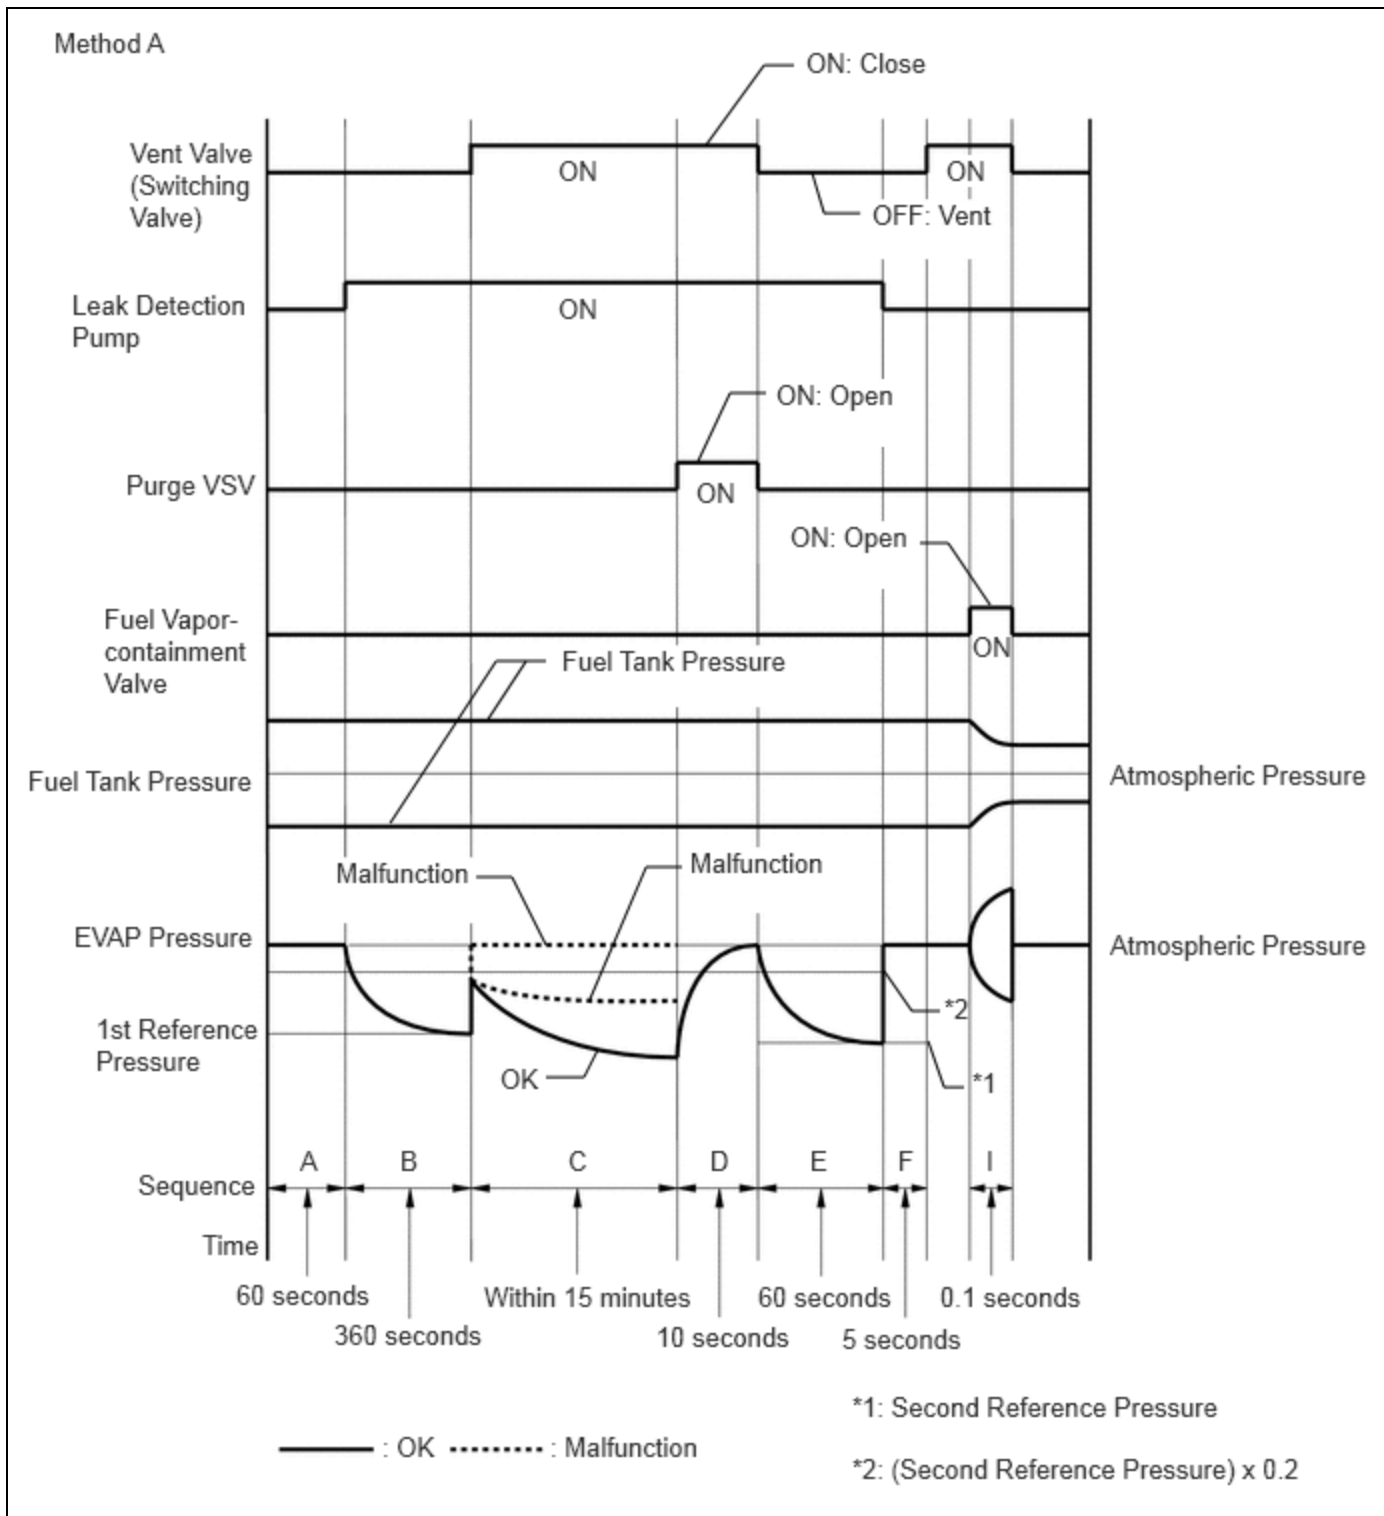 Method A
ON: Close
Vent Valve
(Switching
Valve)
ON
ON
OFF: Vent
Leak Detection
Pump
ON
ON: Open
Purge VSV
ON
ON: Open
Fuel Vapor-
containment
Valve
ON
Fuel Tank Pressure
Fuel Tank Pressure
Atmospheric Pressure
Malfunction
Malfunction
EVAP Pressure
Atmospheric Pressure
*2
1st Reference
Pressure
OK
*1
A
B
C
D
E
F
I
Sequence
Time
60 seconds
Within 15 minutes
60 seconds
0.1 seconds
360 seconds
10 seconds
5 seconds
*1: Second Reference Pressure
: OK
: Malfunction
*2: (Second Reference Pressure) x 0.2